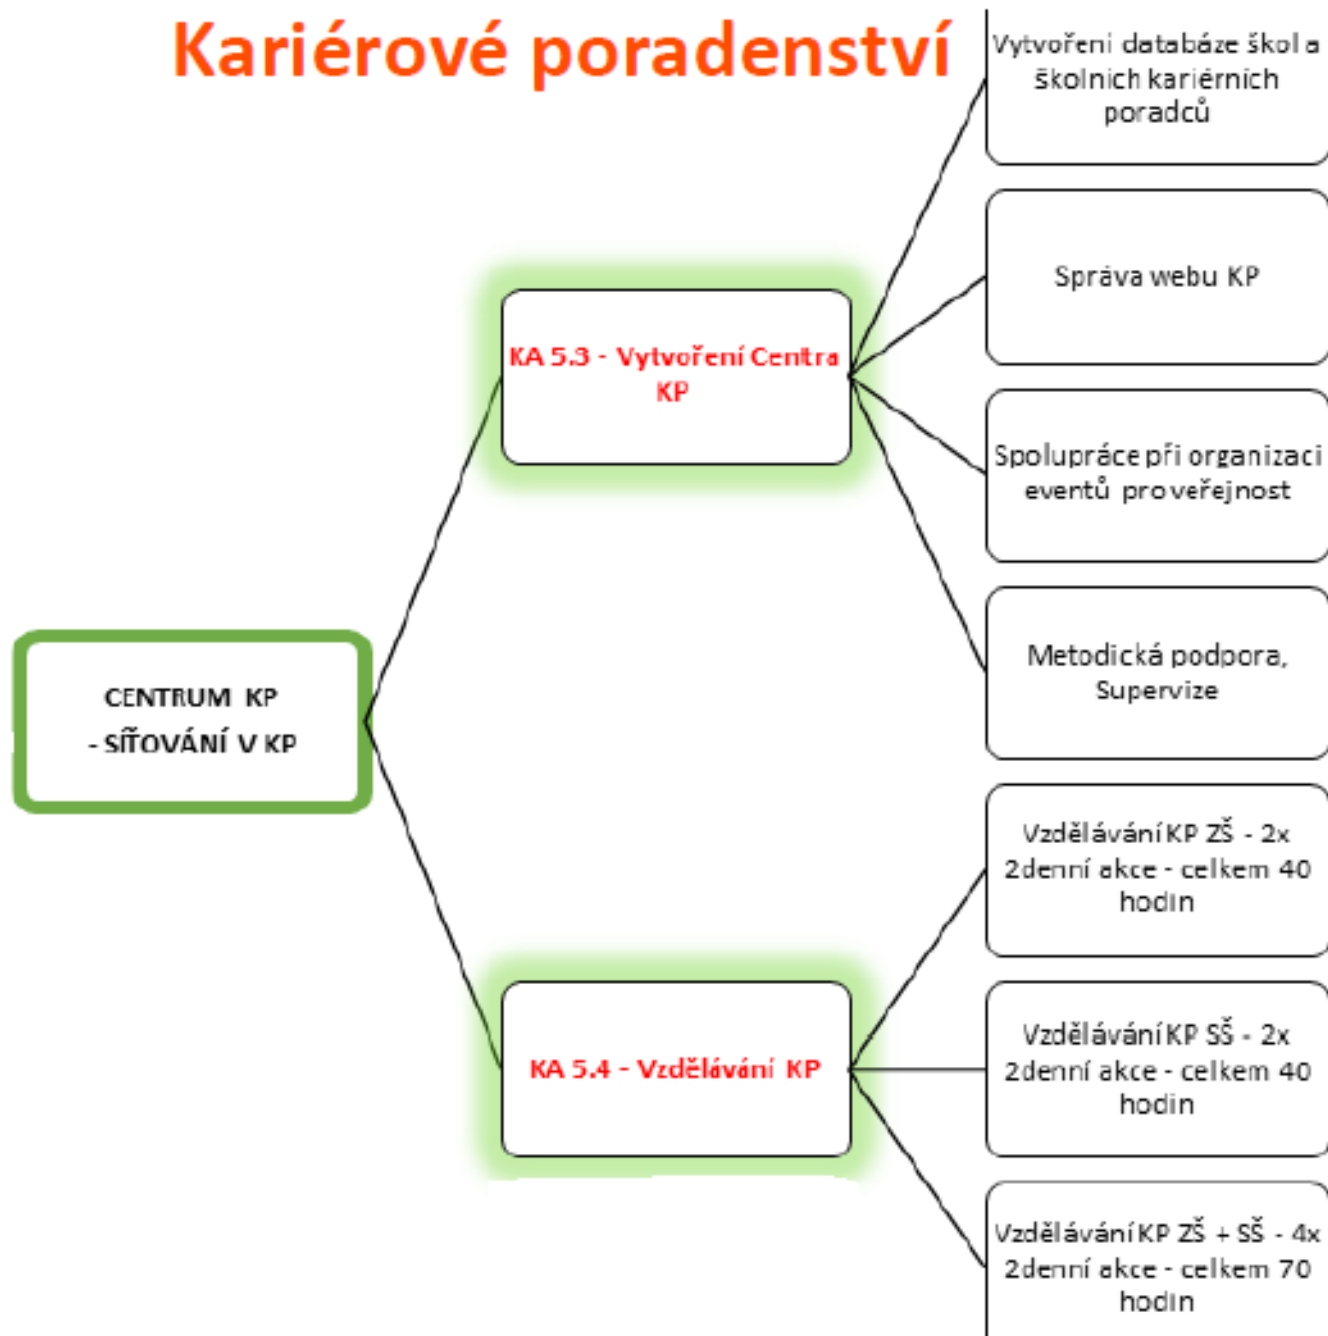 Kariérové poradenství
Vytvoření databáze škol a
školních kariérních
poradců
Správa webu KP
KA 5.3 - Vytvoření Centra
KP
Spolupráce při organizaci
eventů pro veřejnost
Metodická podpora,
Supervize
CENTRUM KP
- SÍŤOVÁNÍ V KP
Vzdělávání KP ZŠ - 2x
2denní akce - celkem 40
hodin
KA 5.4 - Vzdělávání KP
Vzdělávání KP SŠ - 2x
2denní akce - celkem 40
hodin
Vzdělávání KP ZŠ + SŠ - 4x
2denní akce - celkem 70
hodin